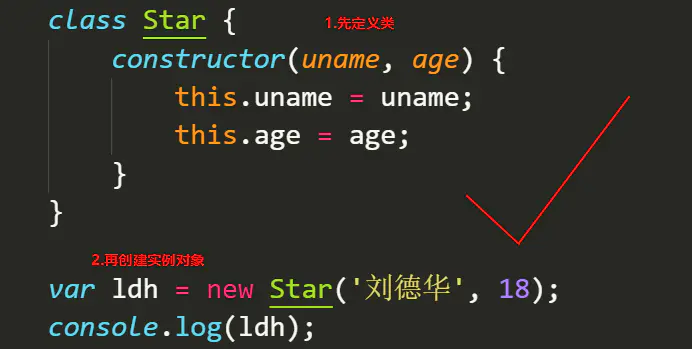 class Star { 1.先定义类
constructor(uname, age) {
this.uname = uname;
this.age = age;
}
}
2.再创建实例对象
var ldh = new Star('刘德华', 18);
console.log(ldh);